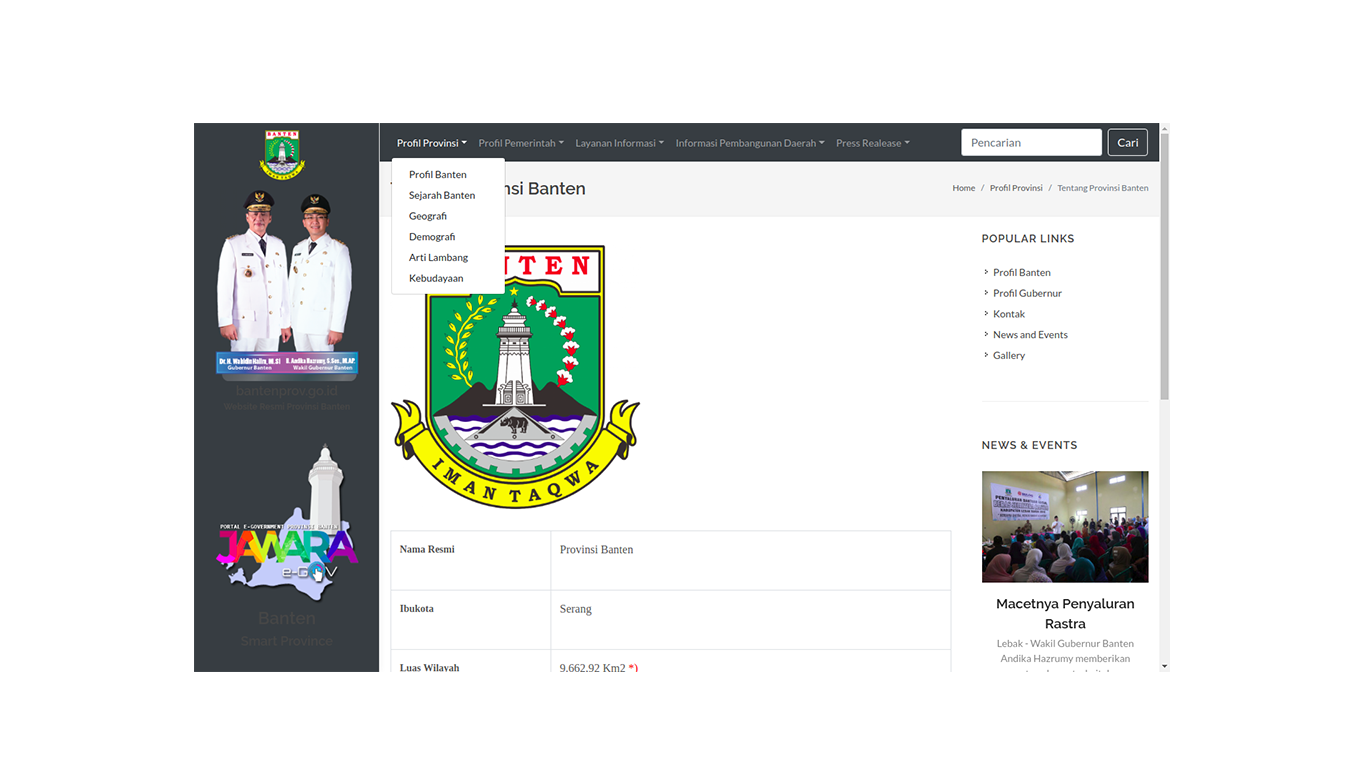 BANTEN
IMAN TAQWA
Dr. H. Wahidin Halim, M.SI
Gubernur Banten
H. Andika Hazrumy, S.Sos., M.AP.
Wakil Gubernur Banten
bantenprov.go.id
Website Resmi Provinsi Banten
PORTAL E-GOVERNMENT PROVINSI BANTEN
JAWARA
e-GOV
Banten
Smart Province
Profil Provinsi
Profil Pemerintah
Layanan Informasi
Informasi Pembangunan Daerah
Press Realease
Pencarian
Cari
Profil Banten
Sejarah Banten
Geografi
Demografi
Arti Lambang
Kebudayaan
nsi Banten
Home / Profil Provinsi / Tentang Provinsi Banten
NTEN
IMAN TAQWA
Nama Resmi
Provinsi Banten
Ibukota
Serang
Luas Wilayah
9.662,92 Km2 *)
POPULAR LINKS
Profil Banten
Profil Gubernur
Kontak
News and Events
Gallery
NEWS & EVENTS
Macetnya Penyaluran
Rastra
Lebak - Wakil Gubernur Banten
Andika Hazrumy memberikan